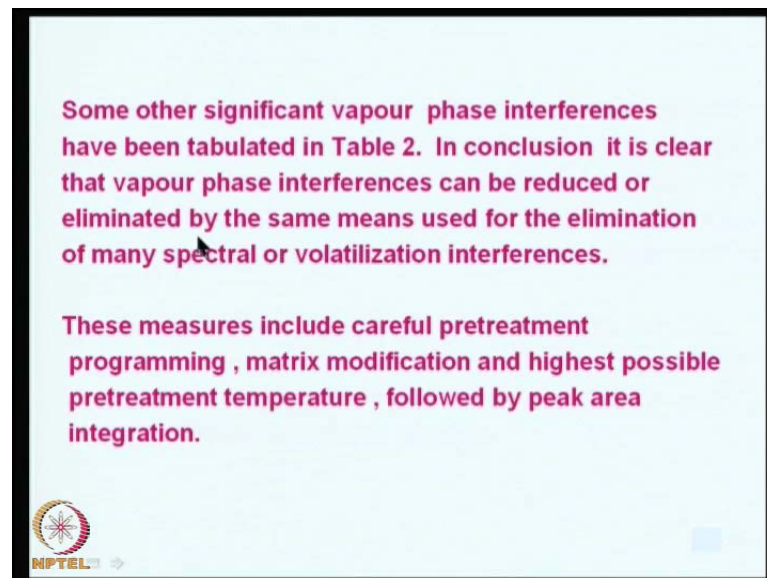 Some other significant vapour phase interferences
have been tabulated in Table 2. In conclusion it is clear
that vapour phase interferences can be reduced or
eliminated by the same means used for the elimination
of many spectral or volatilization interferences.
These measures include careful pretreatment
programming , matrix modification and highest possible
pretreatment temperature , followed by peak area
integration.
NPTEL